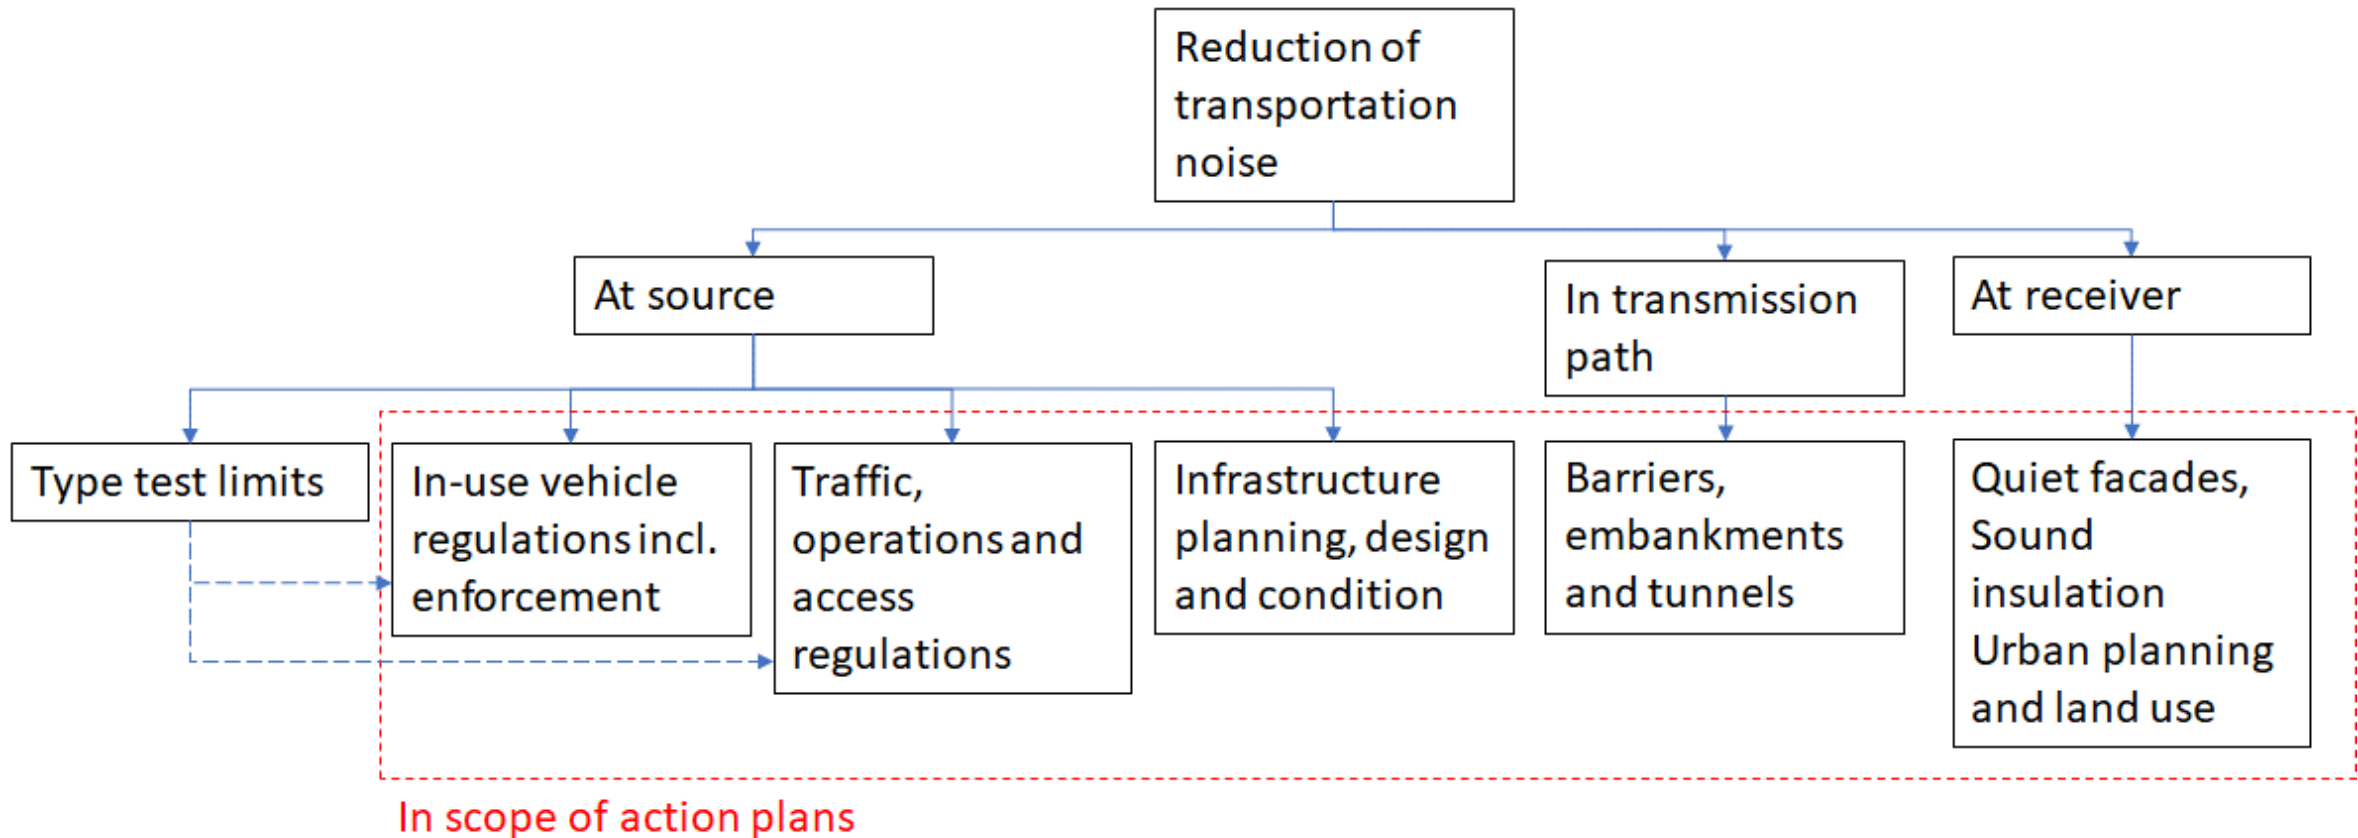 Reduction of
transportation
noise
At source
In transmission
path
At receiver
Type test limits
In-use vehicle
regulations incl.
enforcement
Traffic,
operations and
access
regulations
Infrastructure
planning, design
and condition
Barriers,
embankments
and tunnels
Quiet facades,
Sound
insulation
Urban planning
and land use
In scope of action plans